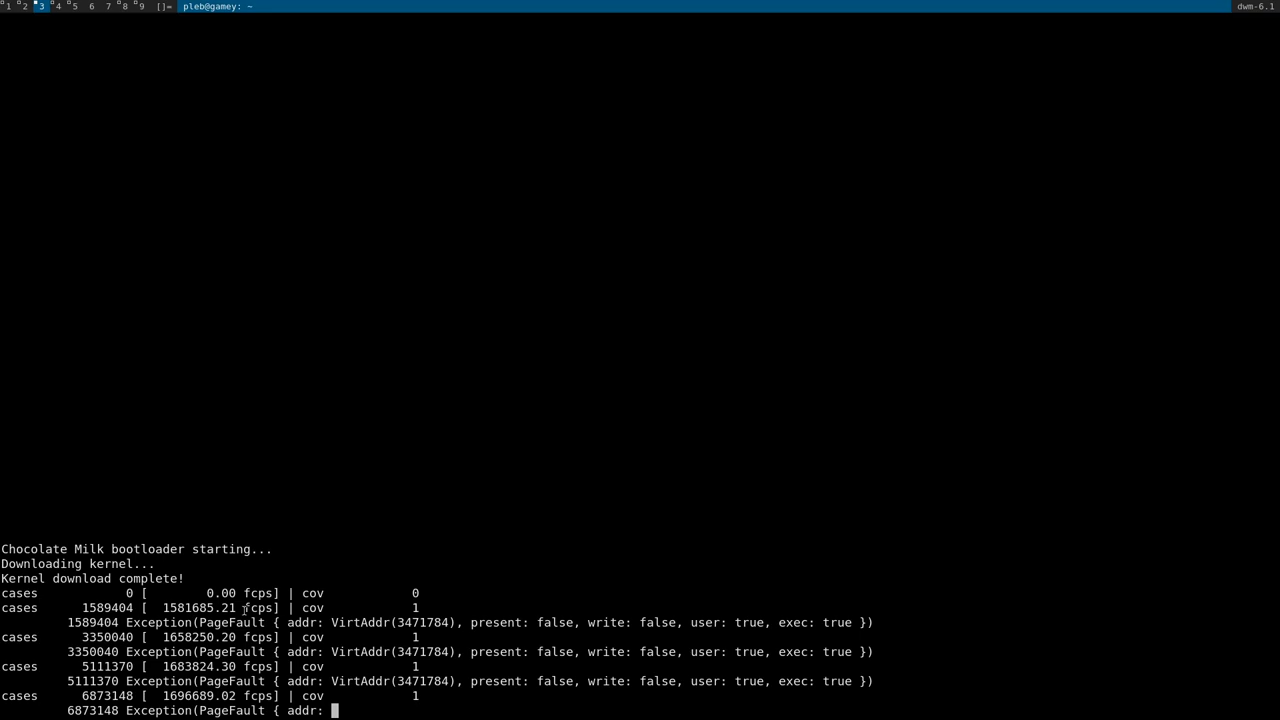 1 2 3 4 5 6 7 8 9 []= pleb@gamey: ~ dwm-6.1
Chocolate Milk bootloader starting...
Downloading kernel...
Kernel download complete!
cases 0 [ 0.00 fcps] | cov 0
cases 1589404 [ 1581685.21 fcps] | cov 1
1589404 Exception(PageFault { addr: VirtAddr(3471784), present: false, write: false, user: true, exec: true })
cases 3350040 [ 1658250.20 fcps] | cov 1
3350040 Exception(PageFault { addr: VirtAddr(3471784), present: false, write: false, user: true, exec: true })
cases 5111370 [ 1683824.30 fcps] | cov 1
5111370 Exception(PageFault { addr: VirtAddr(3471784), present: false, write: false, user: true, exec: true })
cases 6873148 [ 1696689.02 fcps] | cov 1
6873148 Exception(PageFault { addr: